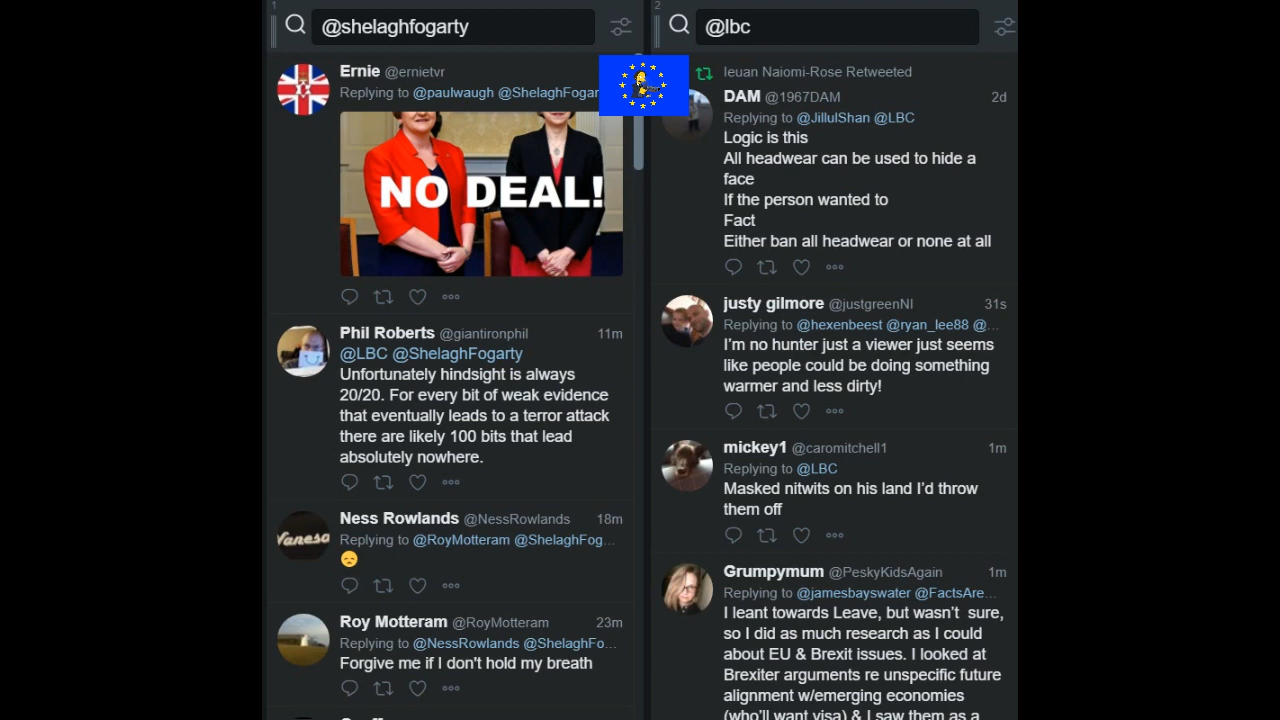 1
@shelaghfogarty
Ernie @ernietvr
Replying to @paulwaugh @ShelaghFogar
NO DEAL!
Phil Roberts @giantironphil 11m
@LBC @ShelaghFogarty
Unfortunately hindsight is always
20/20. For every bit of weak evidence
that eventually leads to a terror attack
there are likely 100 bits that lead
absolutely nowhere.
Ness Rowlands @NessRowlands 18m
Replying to @RoyMotteram @ShelaghFog...
😞
Vanesa
Roy Motteram @RoyMotteram 23m
Replying to @NessRowlands @ShelaghFo...
Forgive me if I don't hold my breath
2
@lbc
Ieuan Naiomi-Rose Retweeted
DAM @1967DAM 2d
Replying to @JillulShan @LBC
Logic is this
All headwear can be used to hide a
face
If the person wanted to
Fact
Either ban all headwear or none at all
justy gilmore @justgreenNI 31s
Replying to @hexenbeest @ryan_lee88 @...
I’m no hunter just a viewer just seems
like people could be doing something
warmer and less dirty!
mickey1 @caromitchell1 1m
Replying to @LBC
Masked nitwits on his land I’d throw
them off
Grumpymum @PeskyKidsAgain 1m
Replying to @jamesbayswater @FactsAre...
I leant towards Leave, but wasn’t sure,
so I did as much research as I could
about EU & Brexit issues. I looked at
Brexiter arguments re unspecific future
alignment w/emerging economies
(who’ll want visa) & I saw them as a